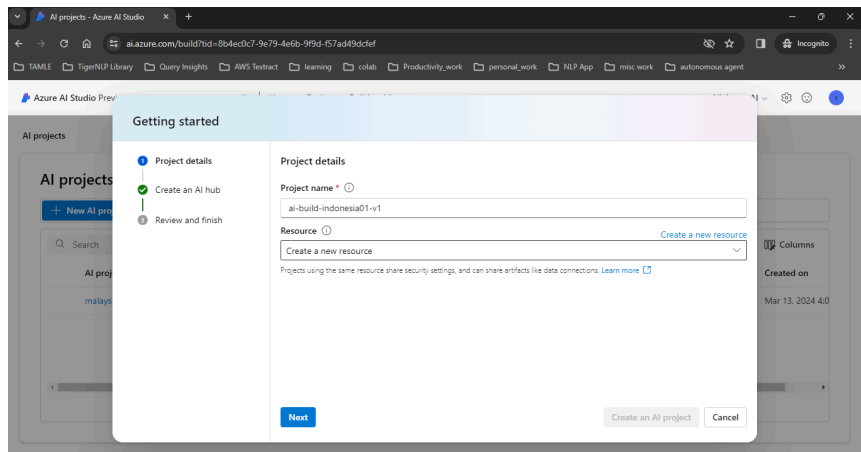 AI projects - Azure AI Studio
ai.azure.com/build?tid=8b4ec0c7-9e79-4e6b-9f9d-f57ad49dcfef
Incognito
TAMLE TigerNLP Library Query Insights AWS Textract learning colab Productivity_work personal_work NLP App misc work autonomous agent
Azure AI Studio
Getting started
AI projects
1 Project details
Create an AI hub
3 Review and finish
Project details
Project name *
ai-build-indonesia01-v1
Resource
Create a new resource
Create a new resource
Projects using the same resource share security settings, and can share artifacts like data connections. Learn more
Next
Create an AI project
Cancel
AI projects
New AI
Search
Columns
AI
Created on
malays
Mar 13, 2024 4:0